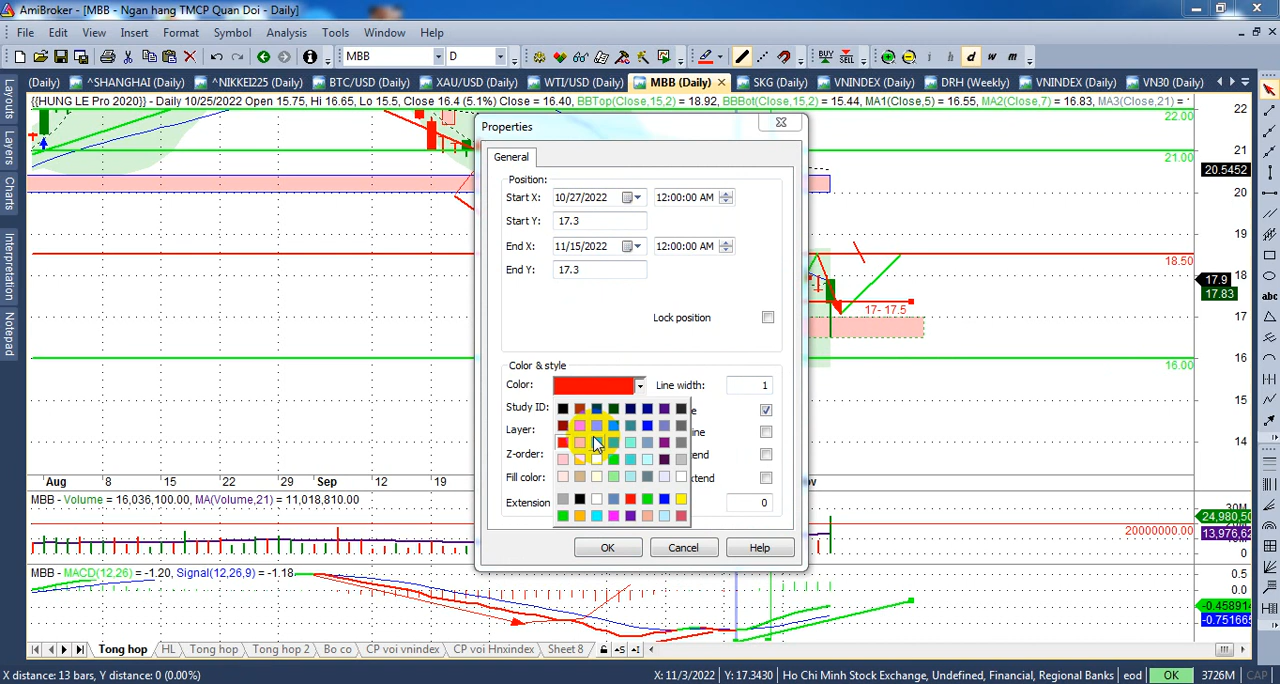 AmiBroker - [MBB - Ngan hang TMCP Quan Doi - Daily]
File Edit View Insert Format Symbol Analysis Tools Window Help
MBB D BUY SELL i h d w m
(Daily) ^SHANGHAI (Daily) ^NIKKEI225 (Daily) BTC/USD (Daily) XAU/USD (Daily) WTI/USD (Daily) MBB (Daily) SKG (Daily) VNINDEX (Daily) DRH (Weekly) VNINDEX (Daily) VN30 (Daily)
{{HUNG LE Pro 2020}} - Daily 10/25/2022 Open 15.75, Hi 16.65, Lo 15.5, Close 16.4 (5.1%) Close = 16.40, BBTop(Close,15,2) = 18.92, BBBot(Close,15,2) = 15.44, MA1(Close,5) = 16.55, MA2(Close,7) = 16.83, MA3(Close,21) =
Layouts
Layers
Charts
Interpretation
Notepad
22
22.00
21
21.00
20.5452
20
19
18.50
18
17.9
17.83
17
16
16.00
15
14
17- 17.5
abc
Properties
General
Position:
Start X: 10/27/2022 12:00:00 AM
Start Y: 17.3
End X: 11/15/2022 12:00:00 AM
End Y: 17.3
Lock position
Color & style
Color: Line width: 1
Study ID:
Layer:
Z-order:
Fill color:
Extension 0
OK Cancel Help
Aug 8 15 22 29 Sep 12 19
MBB - Volume = 16,036,100.00, MA(Volume,21) = 11,018,810.00
24,980,50
20000000.00
13,976,62
0
MBB - MACD(12,26) = -1.20, Signal(12,26,9) = -1.18
0.5
0.0
-0.458914
-0.751665
Tong hop HL Tong hop Tong hop 2 Bo co CP voi vnindex CP voi Hnxindex Sheet 8
X distance: 13 bars, Y distance: 0 (0.00%) X: 11/3/2022 Y: 17.3430 Ho Chi Minh Stock Exchange, Undefined, Financial, Regional Banks eod OK 3726M CAP